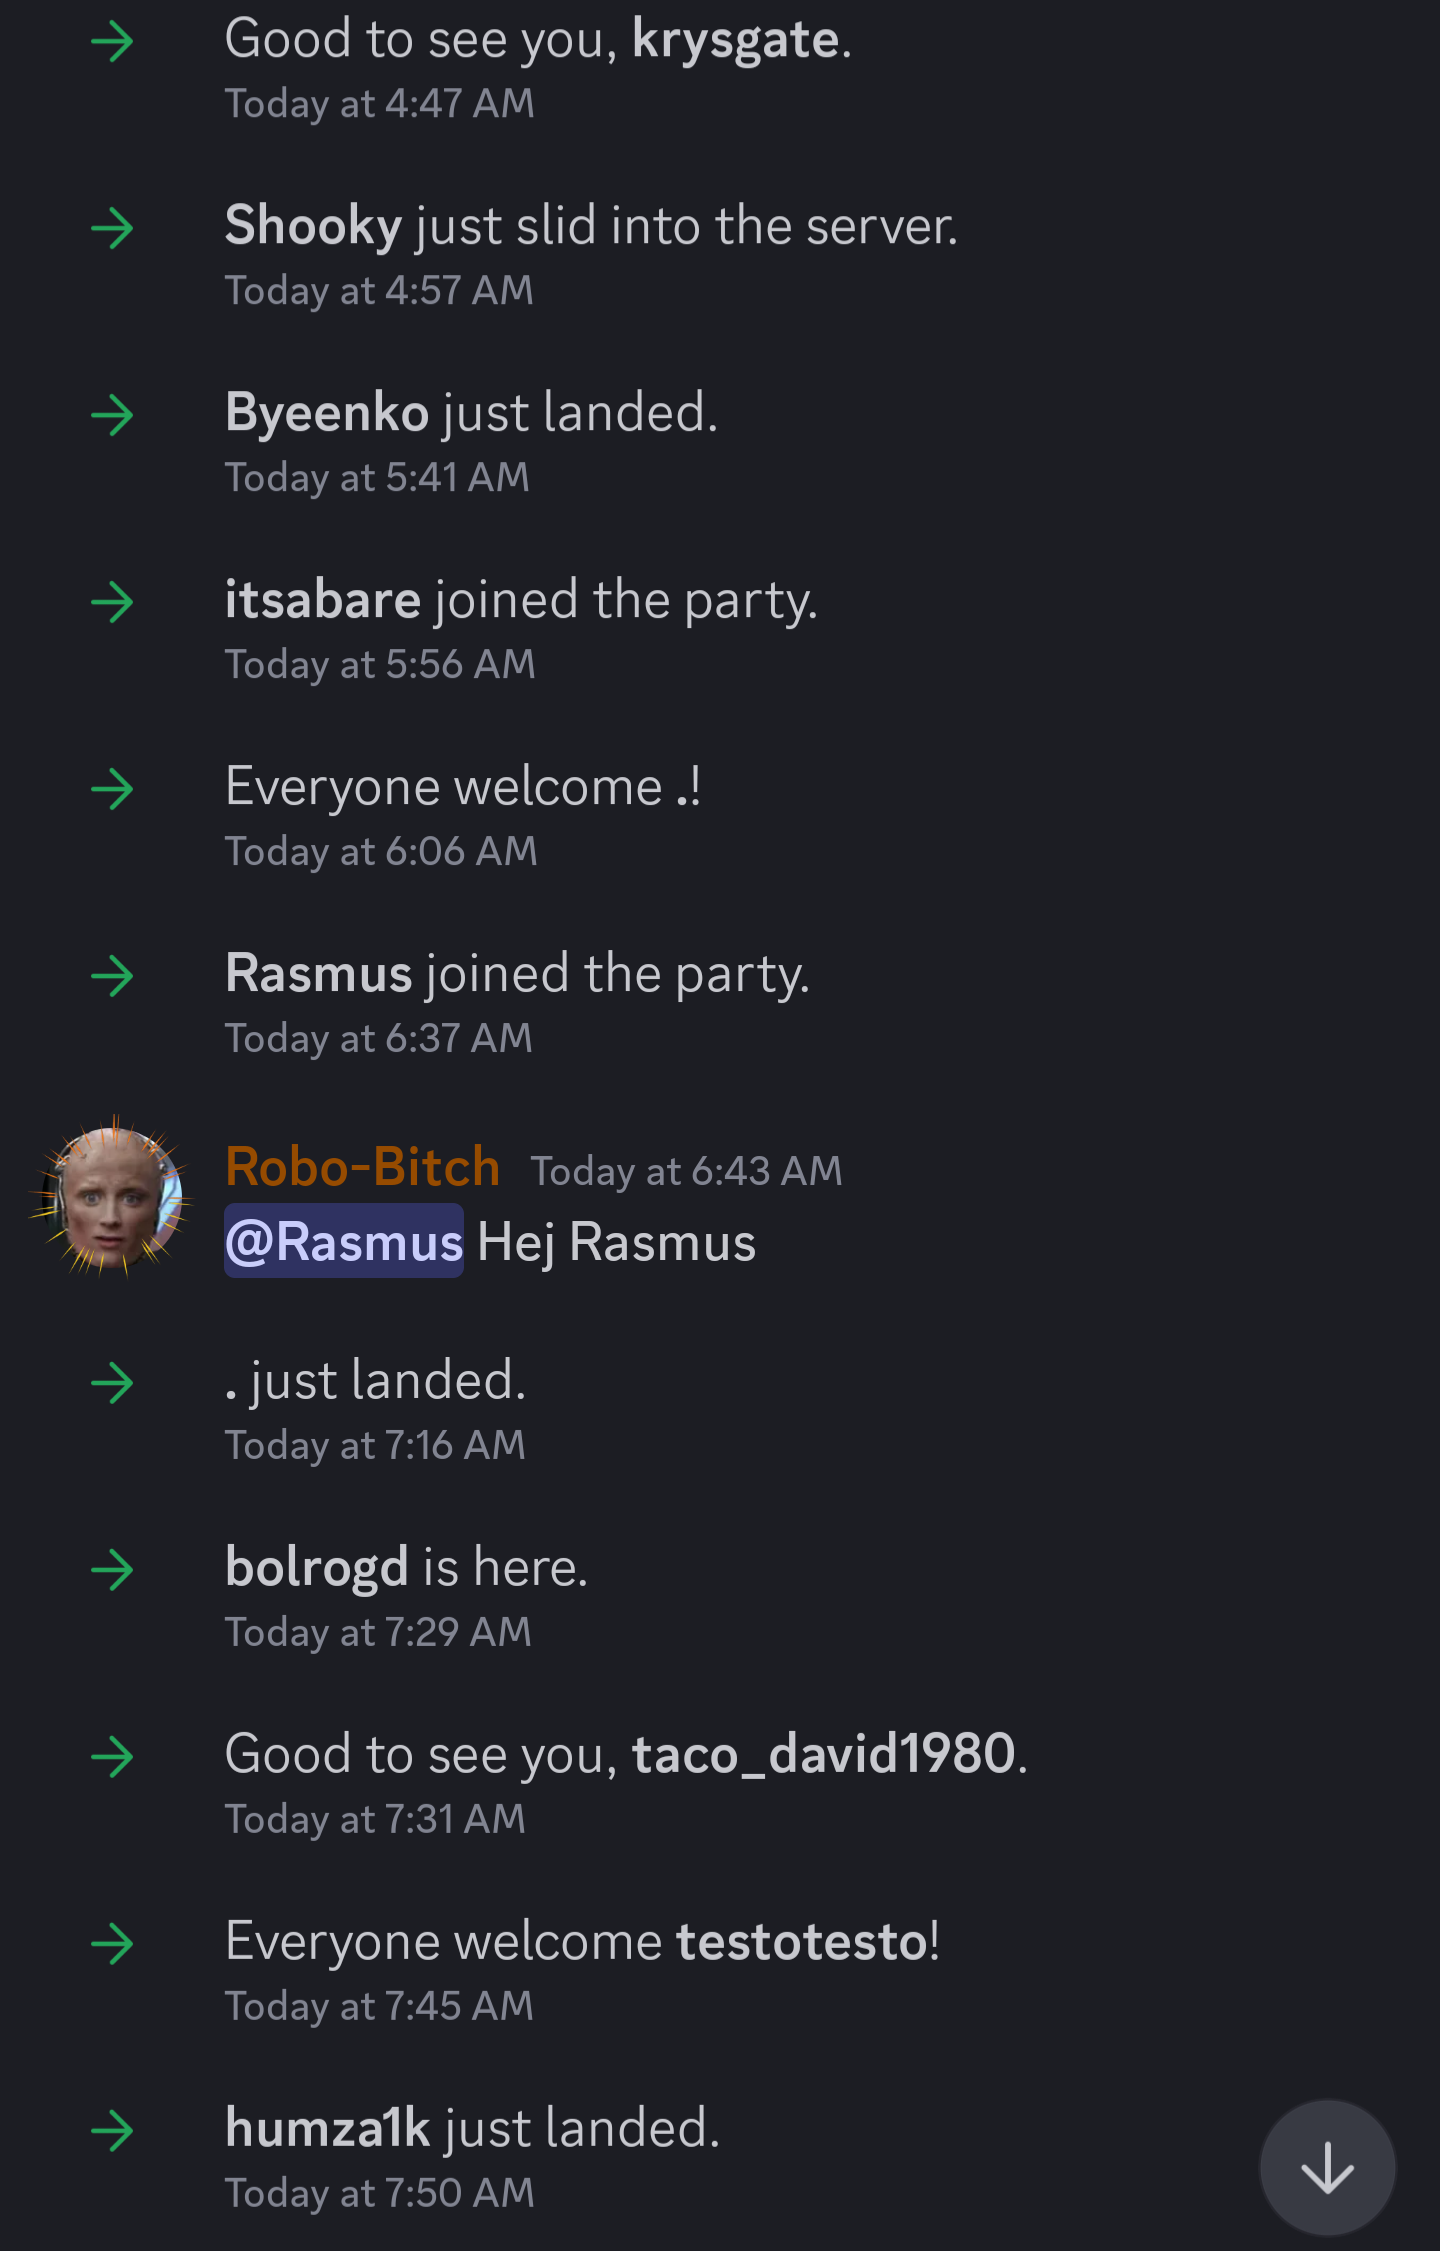 Good to see you, krysgate.
Today at 4:47 AM
Shooky just slid into the server.
Today at 4:57 AM
Byeenko just landed.
Today at 5:41 AM
itsabare joined the party.
Today at 5:56 AM
Everyone welcome .!
Today at 6:06 AM
Rasmus joined the party.
Today at 6:37 AM
Robo-Bitch Today at 6:43 AM
@Rasmus Hej Rasmus
. just landed.
Today at 7:16 AM
bolrogd is here.
Today at 7:29 AM
Good to see you, taco_david1980.
Today at 7:31 AM
Everyone welcome testotesto!
Today at 7:45 AM
humza1k just landed.
Today at 7:50 AM